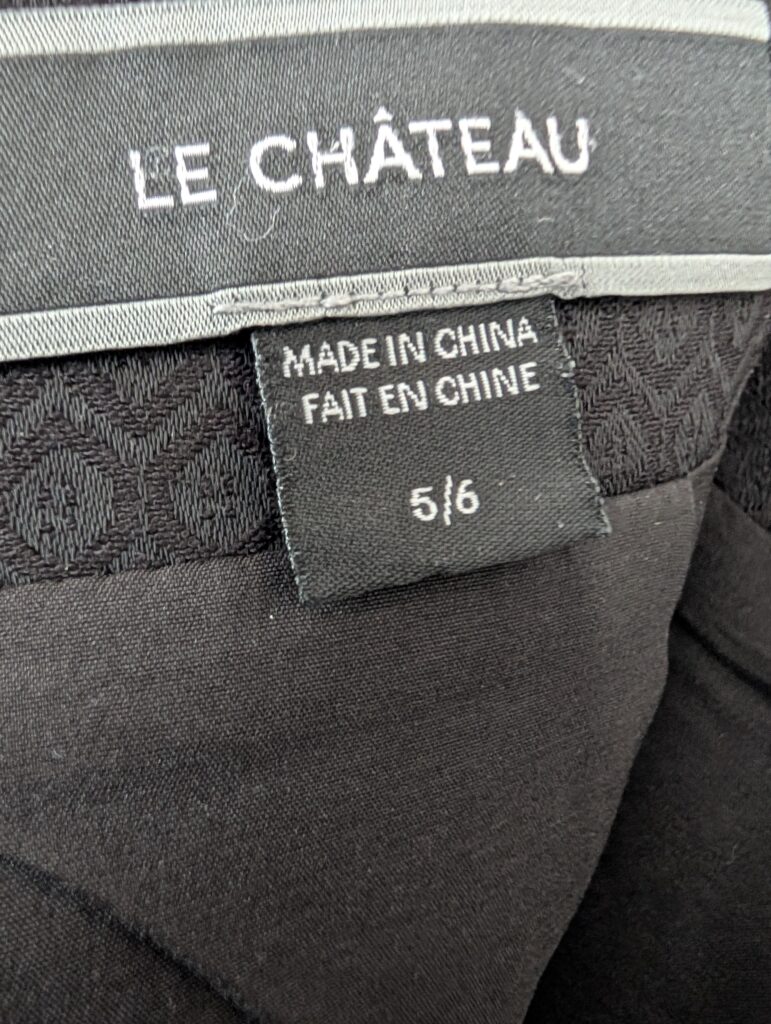 LE CHÂTEAU
MADE IN CHINA
FAIT EN CHINE
5/6